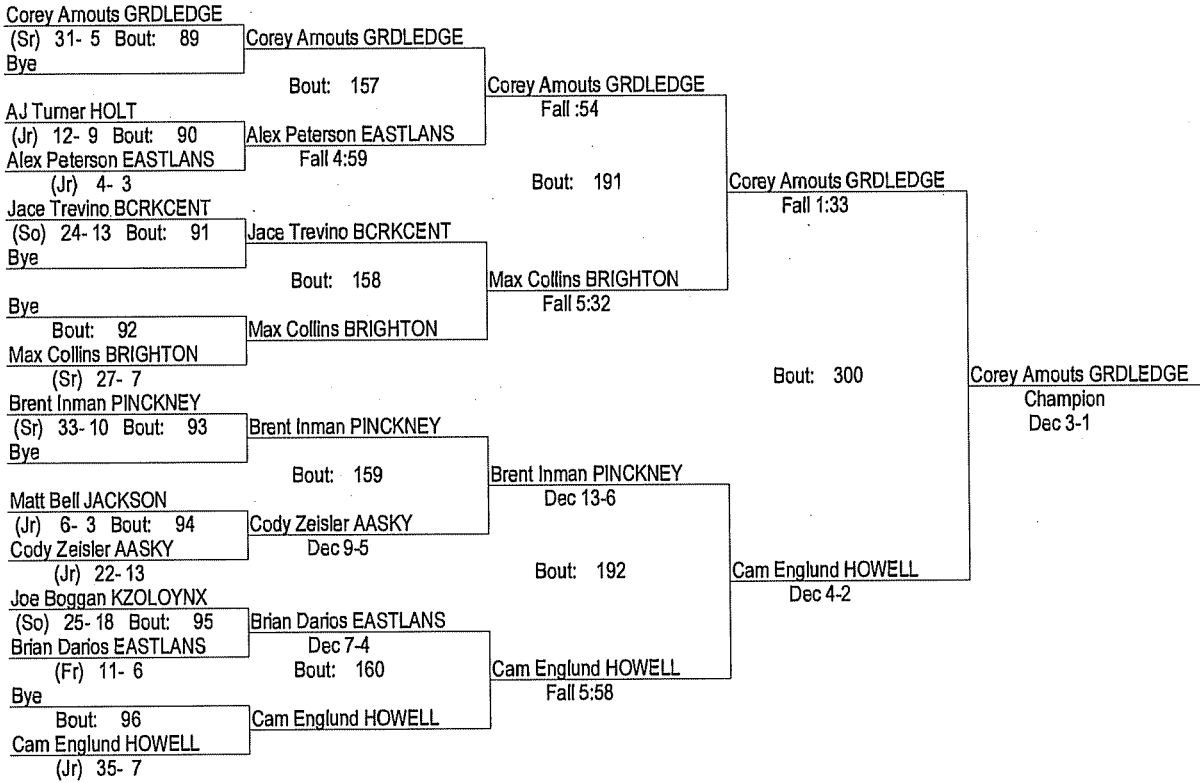 Corey Amouts GRDLEDGE
(Sr) 31- 5 Bout: 89
Bye
AJ Turner HOLT
(Jr) 12- 9 Bout: 90
Alex Peterson EASTLANS
(Jr) 4- 3
Jace Trevino BCRKCENT
(So) 24- 13 Bout: 91
Bye
Bye
Bout: 92
Max Collins BRIGHTON
(Sr) 27- 7
Brent Inman PINCKNEY
(Sr) 33- 10 Bout: 93
Bye
Matt Bell JACKSON
(Jr) 6- 3 Bout: 94
Cody Zeisler AASKY
(Jr) 22- 13
Joe Boggan KZOLOYNX
(So) 25- 18 Bout: 95
Brian Darios EASTLANS
(Fr) 11- 6
Bye
Bout: 96
Cam Englund HOWELL
(Jr) 35- 7
Corey Amouts GRDLEDGE
Bout: 157
Alex Peterson EASTLANS
Fall 4:59
Jace Trevino BCRKCENT
Bout: 158
Max Collins BRIGHTON
Brent Inman PINCKNEY
Bout: 159
Cody Zeisler AASKY
Dec 9-5
Brian Darios EASTLANS
Dec 7-4
Bout: 160
Cam Englund HOWELL
Corey Amouts GRDLEDGE
Fall :54
Bout: 191
Max Collins BRIGHTON
Fall 5:32
Brent Inman PINCKNEY
Dec 13-6
Bout: 192
Cam Englund HOWELL
Fall 5:58
Corey Amouts GRDLEDGE
Fall 1:33
Bout: 300
Cam Englund HOWELL
Dec 4-2
Corey Amouts GRDLEDGE
Champion
Dec 3-1